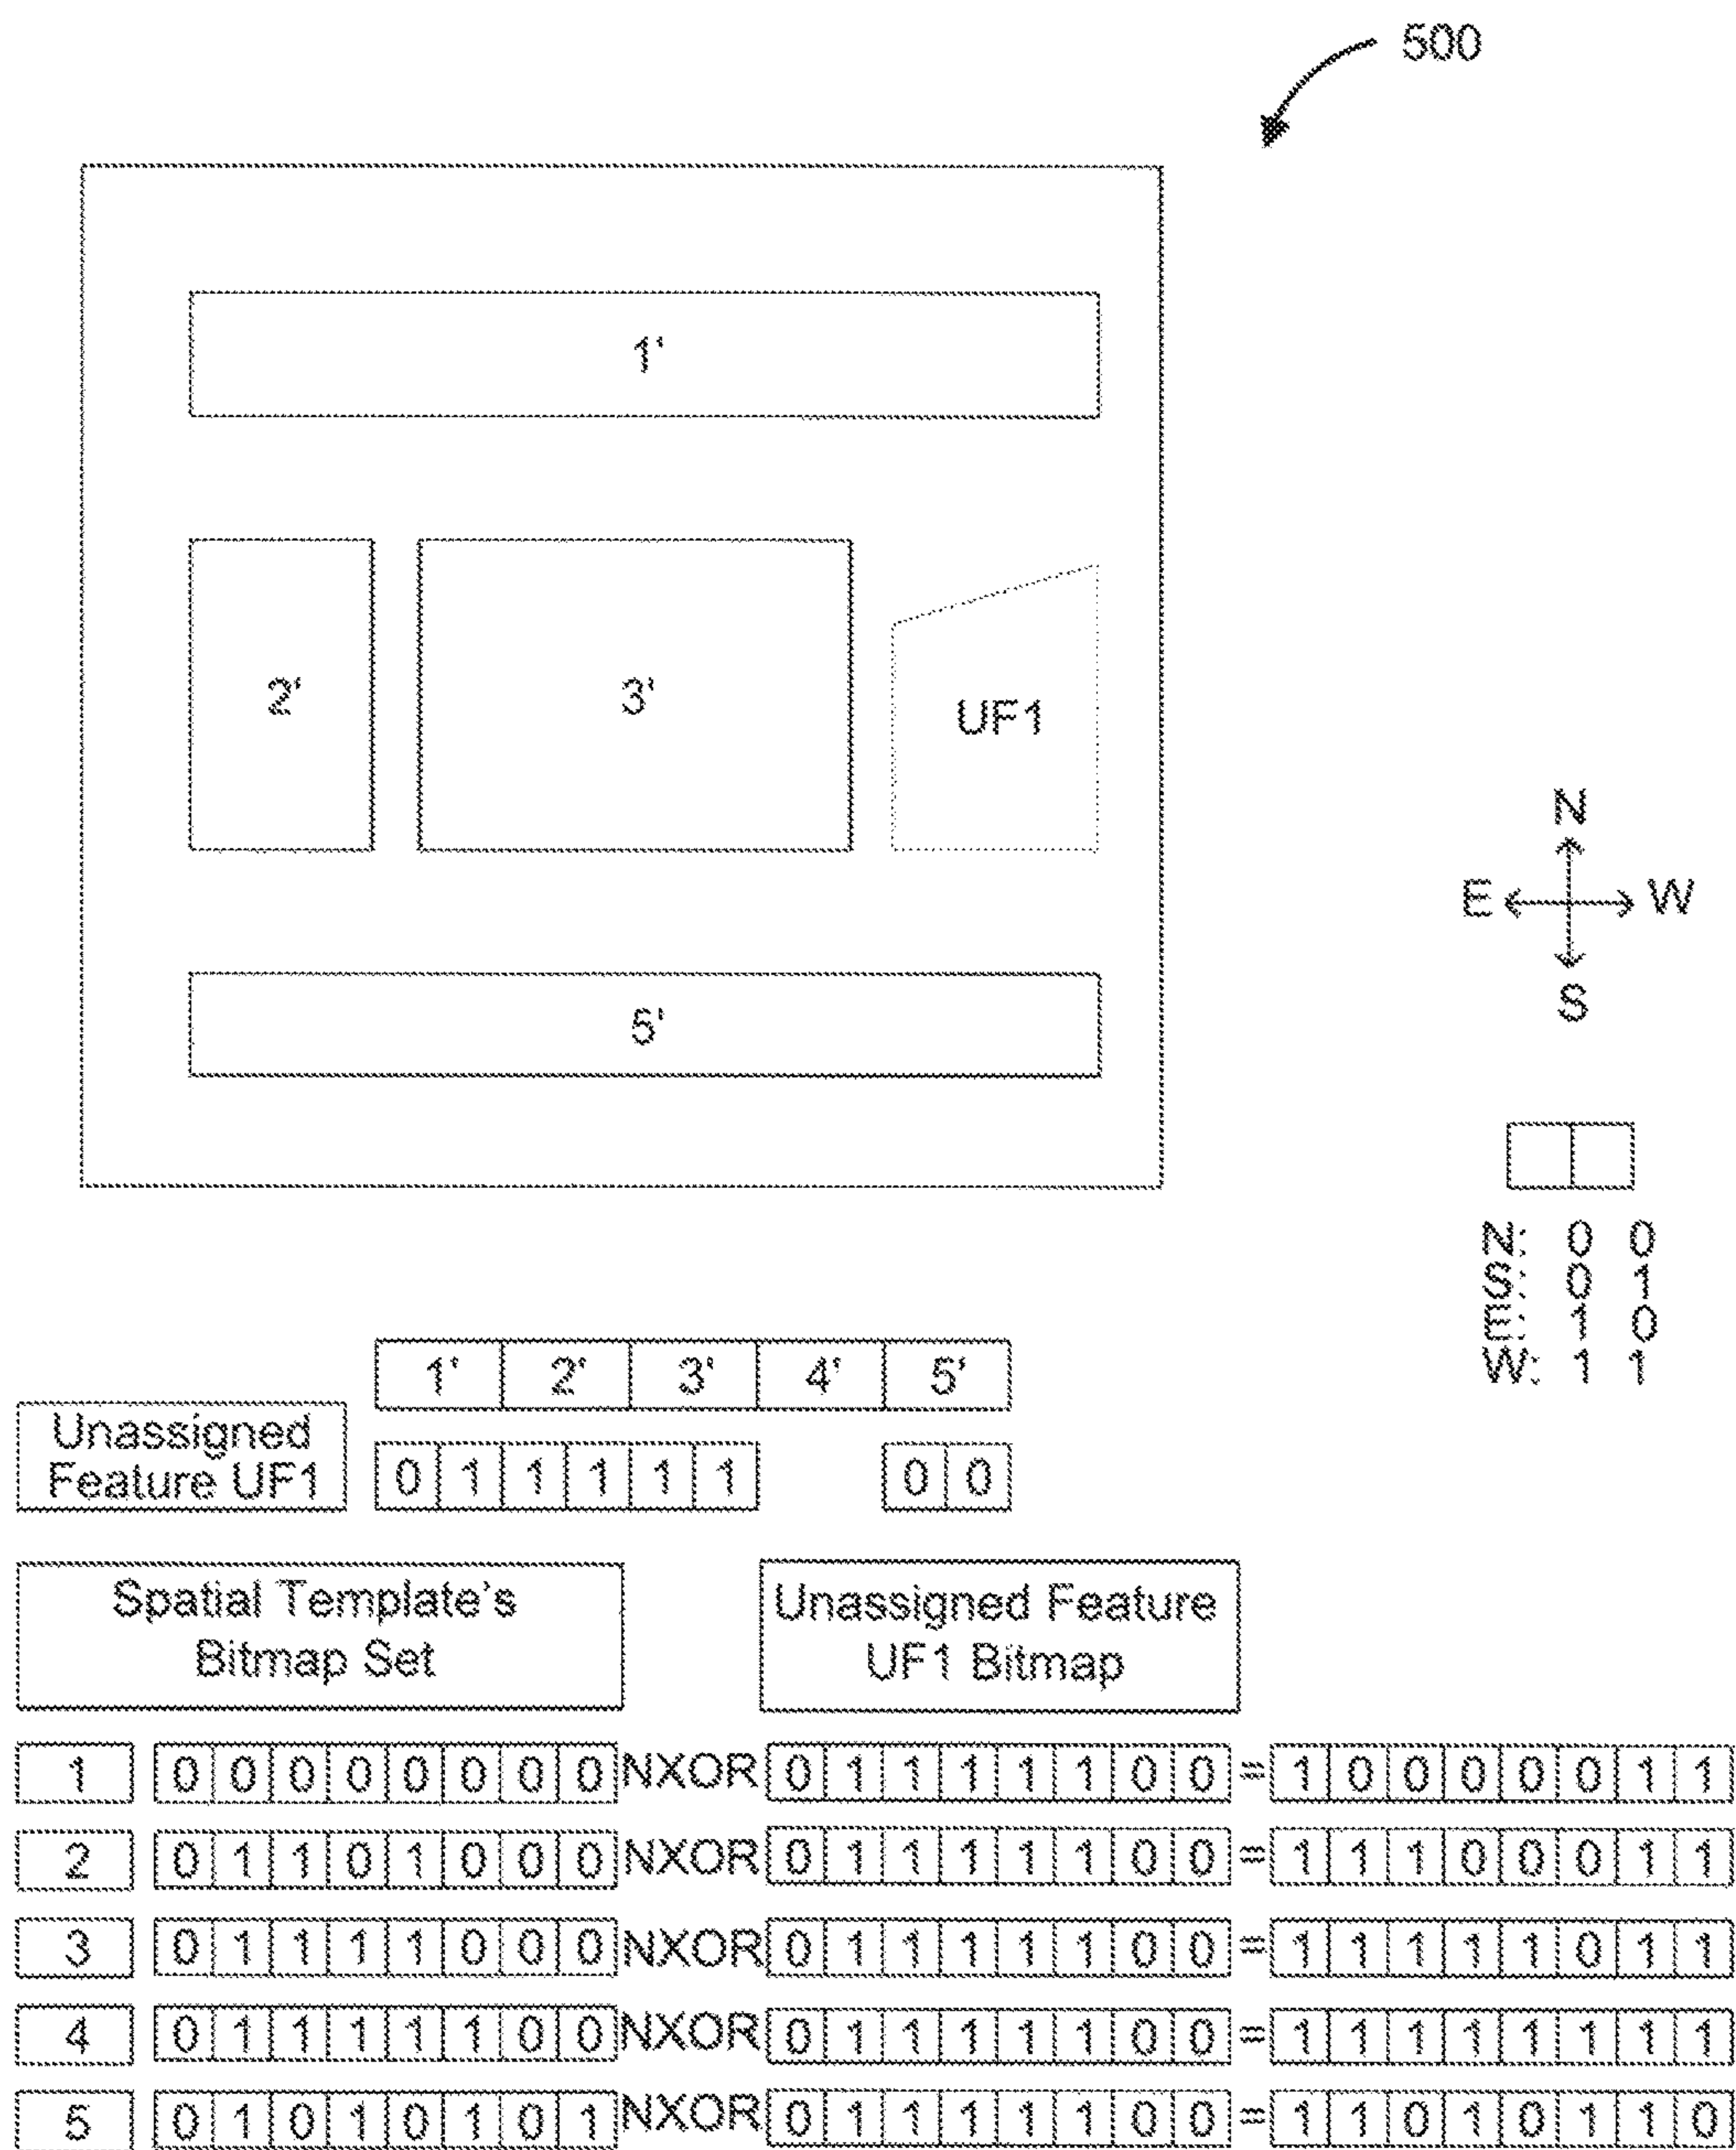 500
1'
2' 3' UF1
N
E W
S
5'
N: 0 0
S: 0 1
E: 1 0
W: 1 1
1' 2' 3' 4' 5'
Unassigned
Feature UF1
0 1 1 1 1 1 0 0
Spatial Template's
Bitmap Set
Unassigned Feature
UF1 Bitmap
1 0 0 0 0 0 0 0 0 NXOR 0 1 1 1 1 1 0 0 = 1 0 0 0 0 0 1 1
2 0 1 1 0 1 0 0 0 NXOR 0 1 1 1 1 1 0 0 = 1 1 1 0 0 0 1 1
3 0 1 1 1 1 0 0 0 NXOR 0 1 1 1 1 1 0 0 = 1 1 1 1 1 0 1 1
4 0 1 1 1 1 1 0 0 NXOR 0 1 1 1 1 1 0 0 = 1 1 1 1 1 1 1 1
5 0 1 0 1 0 1 0 1 NXOR 0 1 1 1 1 1 0 0 = 1 1 0 1 0 1 1 0